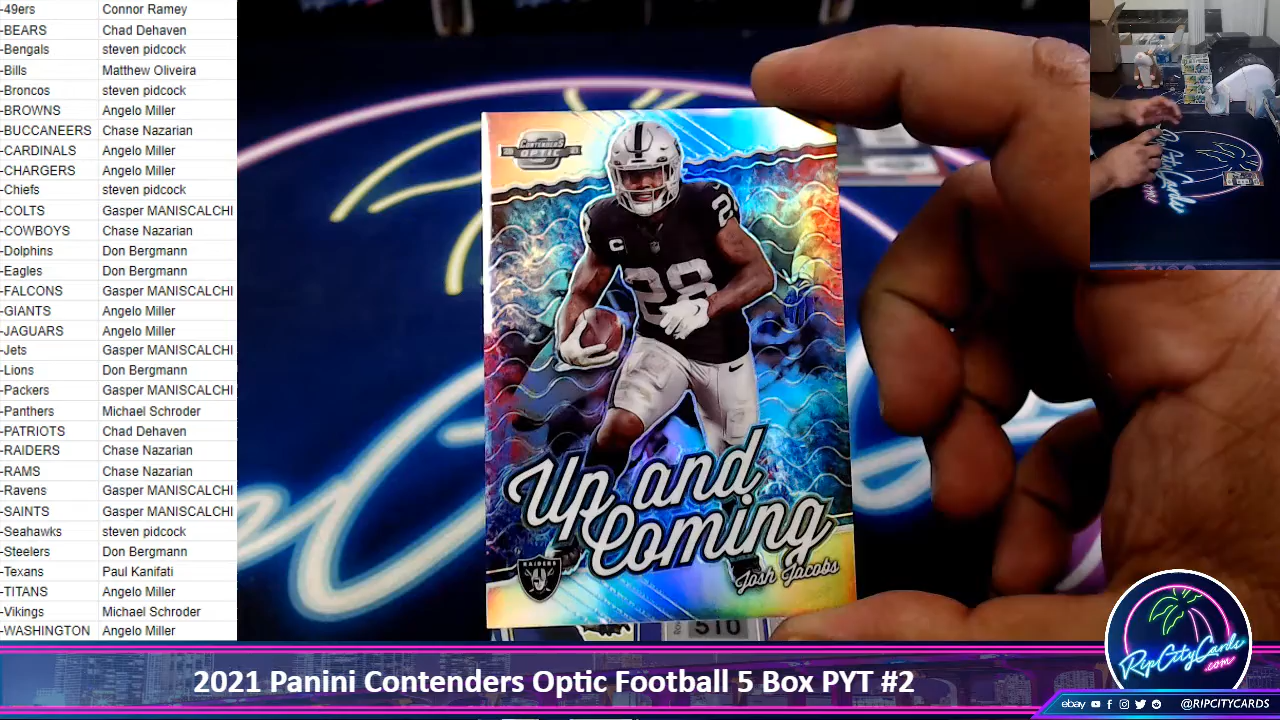 -49ers Connor Ramey
-BEARS Chad Dehaven
-Bengals steven pidcock
-Bills Matthew Oliveira
-Broncos steven pidcock
-BROWNS Angelo Miller
-BUCCANEERS Chase Nazarian
-CARDINALS Angelo Miller
-CHARGERS Angelo Miller
-Chiefs steven pidcock
-COLTS Gasper MANISCALCHI
-COWBOYS Chase Nazarian
-Dolphins Don Bergmann
-Eagles Don Bergmann
-FALCONS Gasper MANISCALCHI
-GIANTS Angelo Miller
-JAGUARS Angelo Miller
-Jets Gasper MANISCALCHI
-Lions Don Bergmann
-Packers Gasper MANISCALCHI
-Panthers Michael Schroder
-PATRIOTS Chad Dehaven
-RAIDERS Chase Nazarian
-RAMS Chase Nazarian
-Ravens Gasper MANISCALCHI
-SAINTS Gasper MANISCALCHI
-Seahawks steven pidcock
-Steelers Don Bergmann
-Texans Paul Kanifati
-TITANS Angelo Miller
-Vikings Michael Schroder
-WASHINGTON Angelo Miller
CONTENDERS
OPTIC
C
28
28
Up and
Coming
Josh Jacobs
RAIDERS
510
RipCityCards
.com
2021 Panini Contenders Optic Football 5 Box PYT #2
ebay @RIPCITYCARDS